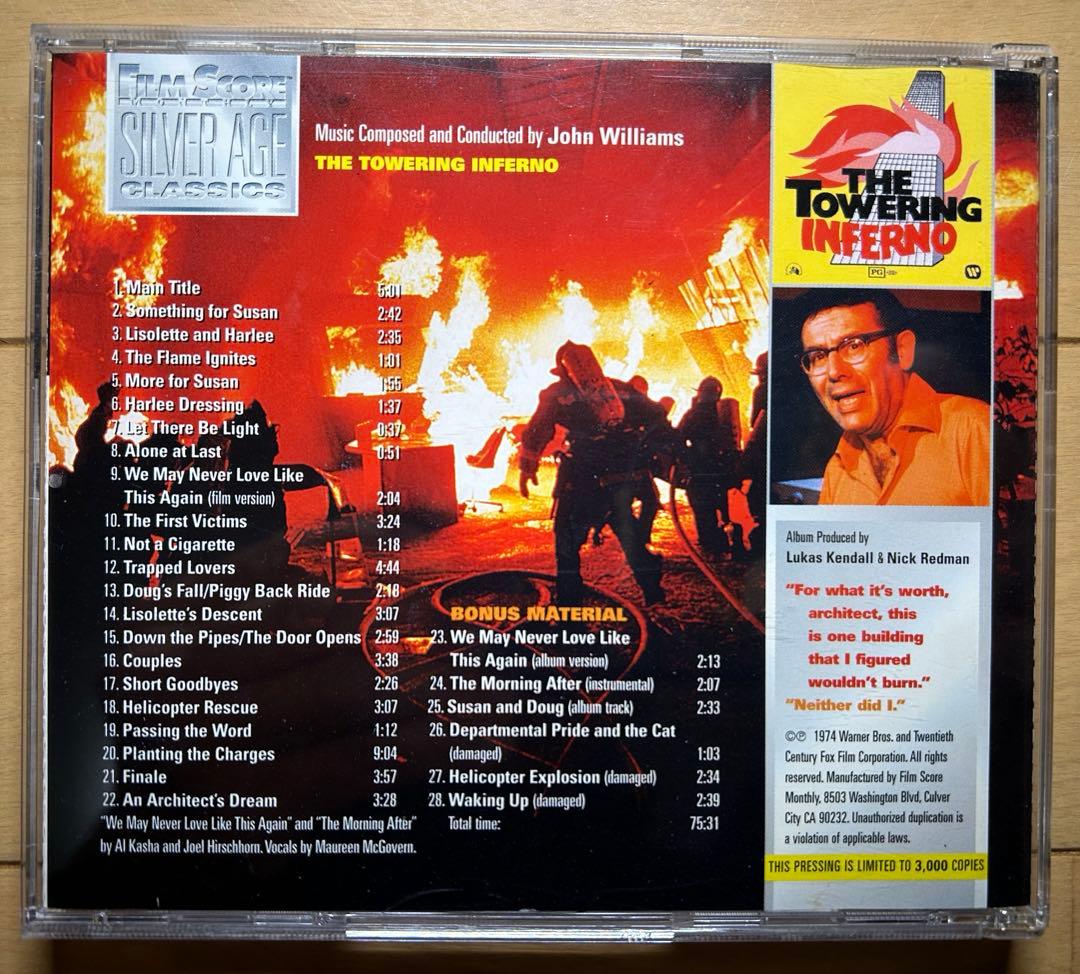 FILM SCORE™
SILVER AGE
CLASSICS
Music Composed and Conducted by John Williams
THE TOWERING INFERNO
1. Main Title 5:01
2. Something for Susan 2:42
3. Lisolette and Harlee 2:35
4. The Flame Ignites 1:01
5. More for Susan 1:55
6. Harlee Dressing 1:37
7. Let There Be Light 0:37
8. Alone at Last 0:51
9. We May Never Love Like
This Again (film version) 2:04
10. The First Victims 3:24
11. Not a Cigarette 1:18
12. Trapped Lovers 4:44
13. Doug's Fall/Piggy Back Ride 2:18
14. Lisolette's Descent 3:07
15. Down the Pipes/The Door Opens 2:59
16. Couples 3:38
17. Short Goodbyes 2:26
18. Helicopter Rescue 3:07
19. Passing the Word 1:12
20. Planting the Charges 9:04
21. Finale 3:57
22. An Architect's Dream 3:28
"We May Never Love Like This Again" and "The Morning After"
by Al Kasha and Joel Hirschhorn. Vocals by Maureen McGovern.
BONUS MATERIAL
23. We May Never Love Like
This Again (album version) 2:13
24. The Morning After (instrumental) 2:07
25. Susan and Doug (album track) 2:33
26. Departmental Pride and the Cat
(damaged) 1:03
27. Helicopter Explosion (damaged) 2:34
28. Waking Up (damaged) 2:39
Total time: 75:31
THE
TOWERING
INFERNO
PG
Album Produced by
Lukas Kendall & Nick Redman
"For what it's worth,
architect, this
is one building
that I figured
wouldn't burn."
"Neither did I."
©℗ 1974 Warner Bros. and Twentieth
Century Fox Film Corporation. All rights
reserved. Manufactured by Film Score
Monthly, 8503 Washington Blvd, Culver
City CA 90232. Unauthorized duplication is
a violation of applicable laws.
THIS PRESSING IS LIMITED TO 3,000 COPIES